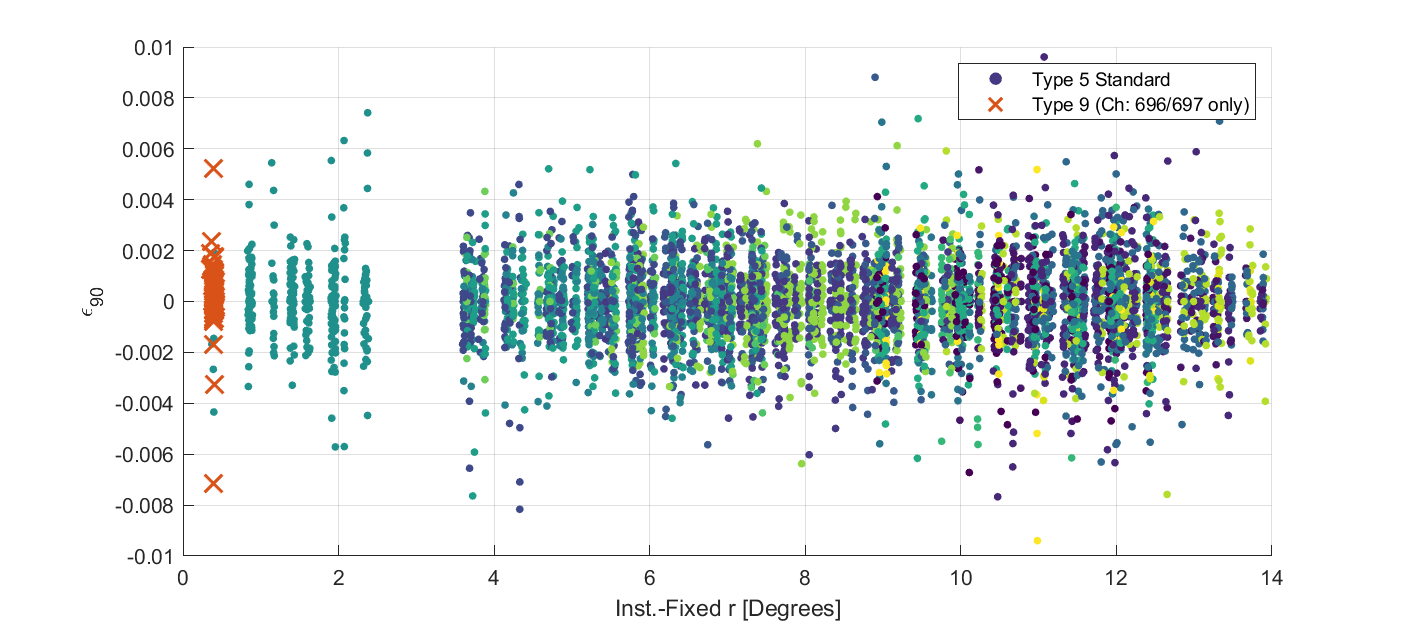 0.01
0.008
0.006
0.004
0.002
0
-0.002
-0.004
-0.006
-0.008
-0.01
ϵ90
0 2 4 6 8 10 12 14
Inst.-Fixed r [Degrees]
Type 5 Standard
Type 9 (Ch: 696/697 only)